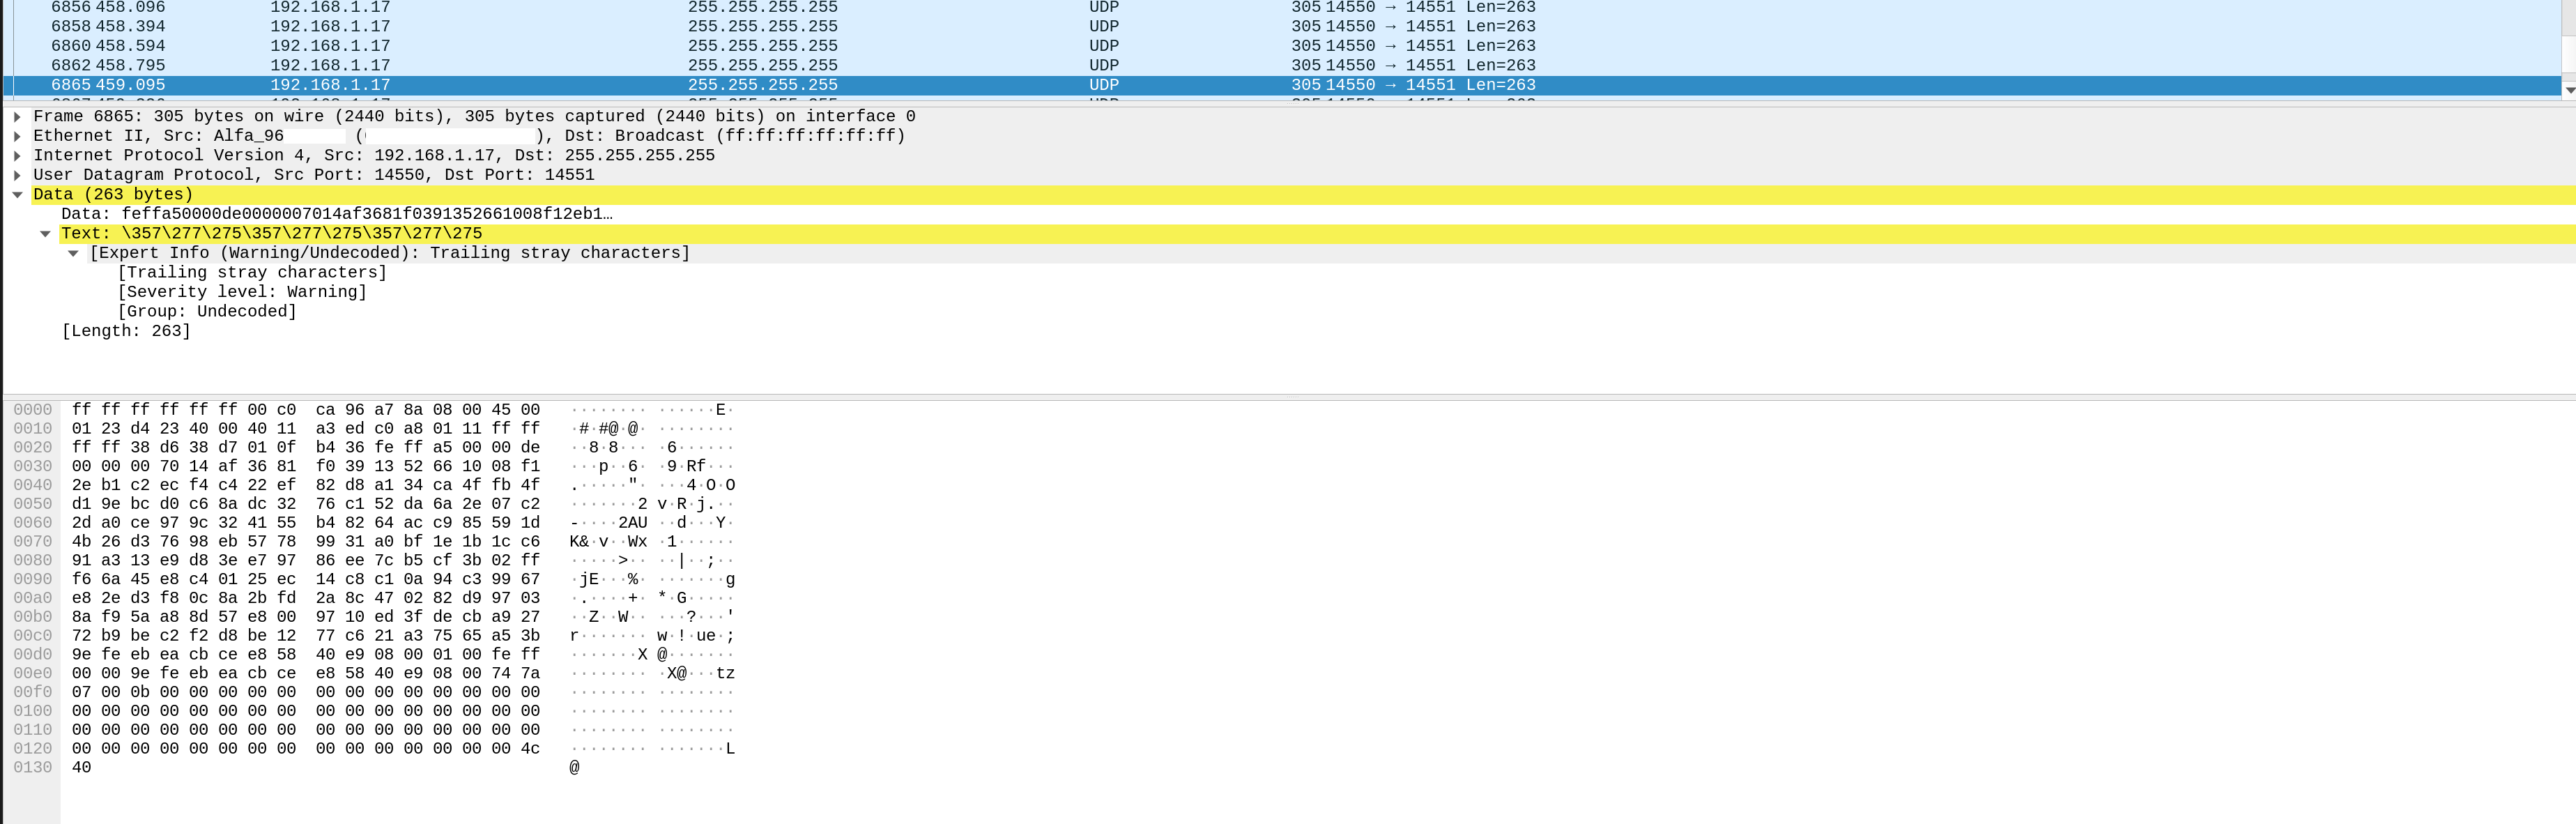 6856 458.096 192.168.1.17 255.255.255.255 UDP 305 14550 → 14551 Len=263
6858 458.394 192.168.1.17 255.255.255.255 UDP 305 14550 → 14551 Len=263
6860 458.594 192.168.1.17 255.255.255.255 UDP 305 14550 → 14551 Len=263
6862 458.795 192.168.1.17 255.255.255.255 UDP 305 14550 → 14551 Len=263
6865 459.095 192.168.1.17 255.255.255.255 UDP 305 14550 → 14551 Len=263
Frame 6865: 305 bytes on wire (2440 bits), 305 bytes captured (2440 bits) on interface 0
Ethernet II, Src: Alfa_96 ( ), Dst: Broadcast (ff:ff:ff:ff:ff:ff)
Internet Protocol Version 4, Src: 192.168.1.17, Dst: 255.255.255.255
User Datagram Protocol, Src Port: 14550, Dst Port: 14551
Data (263 bytes)
Data: feffa50000de0000007014af3681f0391352661008f12eb1…
Text: \357\277\275\357\277\275\357\277\275
[Expert Info (Warning/Undecoded): Trailing stray characters]
[Trailing stray characters]
[Severity level: Warning]
[Group: Undecoded]
[Length: 263]
0000 ff ff ff ff ff ff 00 c0 ca 96 a7 8a 08 00 45 00 ········ ······E·
0010 01 23 d4 23 40 00 40 11 a3 ed c0 a8 01 11 ff ff ·#·#@·@· ········
0020 ff ff 38 d6 38 d7 01 0f b4 36 fe ff a5 00 00 de ··8·8··· ·6······
0030 00 00 00 70 14 af 36 81 f0 39 13 52 66 10 08 f1 ···p··6· ·9·Rf···
0040 2e b1 c2 ec f4 c4 22 ef 82 d8 a1 34 ca 4f fb 4f .·····"· ···4·O·O
0050 d1 9e bc d0 c6 8a dc 32 76 c1 52 da 6a 2e 07 c2 ·······2 v·R·j.··
0060 2d a0 ce 97 9c 32 41 55 b4 82 64 ac c9 85 59 1d -····2AU ··d···Y·
0070 4b 26 d3 76 98 eb 57 78 99 31 a0 bf 1e 1b 1c c6 K&·v··Wx ·1······
0080 91 a3 13 e9 d8 3e e7 97 86 ee 7c b5 cf 3b 02 ff ·····>·· ··|··;··
0090 f6 6a 45 e8 c4 01 25 ec 14 c8 c1 0a 94 c3 99 67 ·jE···%· ·······g
00a0 e8 2e d3 f8 0c 8a 2b fd 2a 8c 47 02 82 d9 97 03 ·.····+· *·G·····
00b0 8a f9 5a a8 8d 57 e8 00 97 10 ed 3f de cb a9 27 ··Z··W·· ···?···'
00c0 72 b9 be c2 f2 d8 be 12 77 c6 21 a3 75 65 a5 3b r······· w·!·ue·;
00d0 9e fe eb ea cb ce e8 58 40 e9 08 00 01 00 fe ff ·······X @·······
00e0 00 00 9e fe eb ea cb ce e8 58 40 e9 08 00 74 7a ········ ·X@···tz
00f0 07 00 0b 00 00 00 00 00 00 00 00 00 00 00 00 00 ········ ········
0100 00 00 00 00 00 00 00 00 00 00 00 00 00 00 00 00 ········ ········
0110 00 00 00 00 00 00 00 00 00 00 00 00 00 00 00 00 ········ ········
0120 00 00 00 00 00 00 00 00 00 00 00 00 00 00 00 4c ········ ·······L
0130 40 @